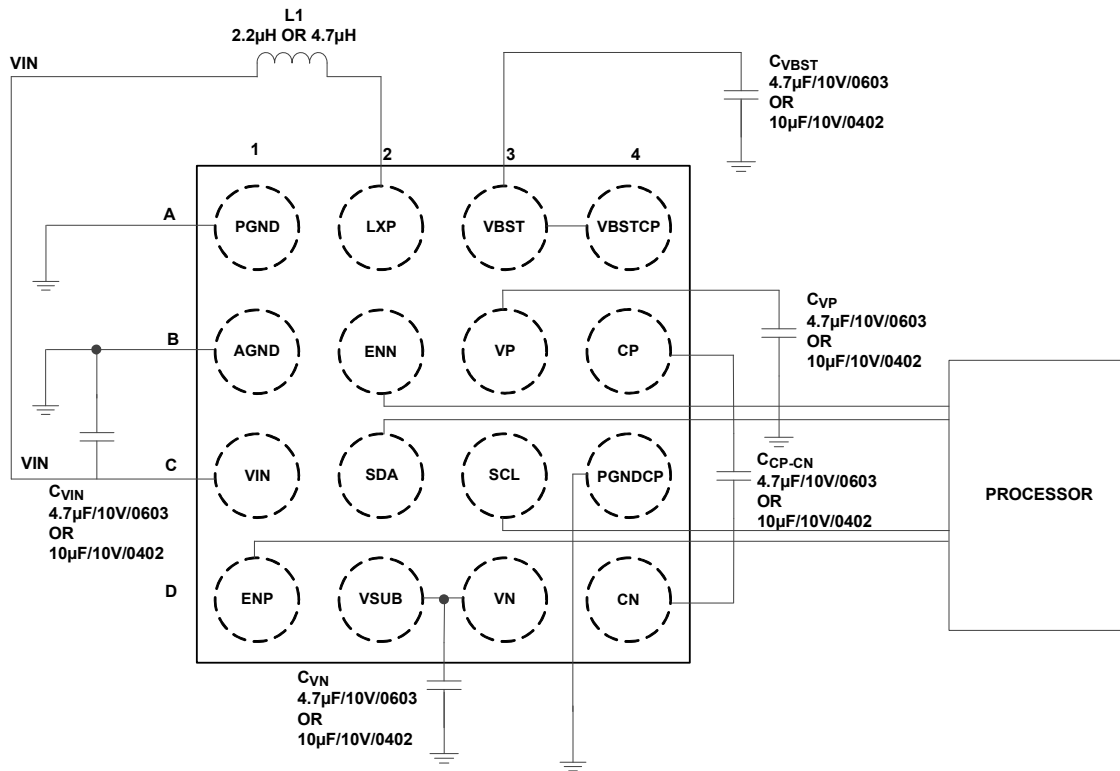 L1
2.2µH OR 4.7µH
VIN
CVBST
4.7µF/10V/0603
OR
10µF/10V/0402
1
2
3
4
A
PGND
LXP
VBST
VBSTCP
CVP
4.7µF/10V/0603
OR
10µF/10V/0402
B
AGND
ENN
VP
CP
VIN
C
VIN
SDA
SCL
PGNDCP
CCP-CN
4.7µF/10V/0603
OR
10µF/10V/0402
PROCESSOR
CVIN
4.7µF/10V/0603
OR
10µF/10V/0402
D
ENP
VSUB
VN
CN
CVN
4.7µF/10V/0603
OR
10µF/10V/0402